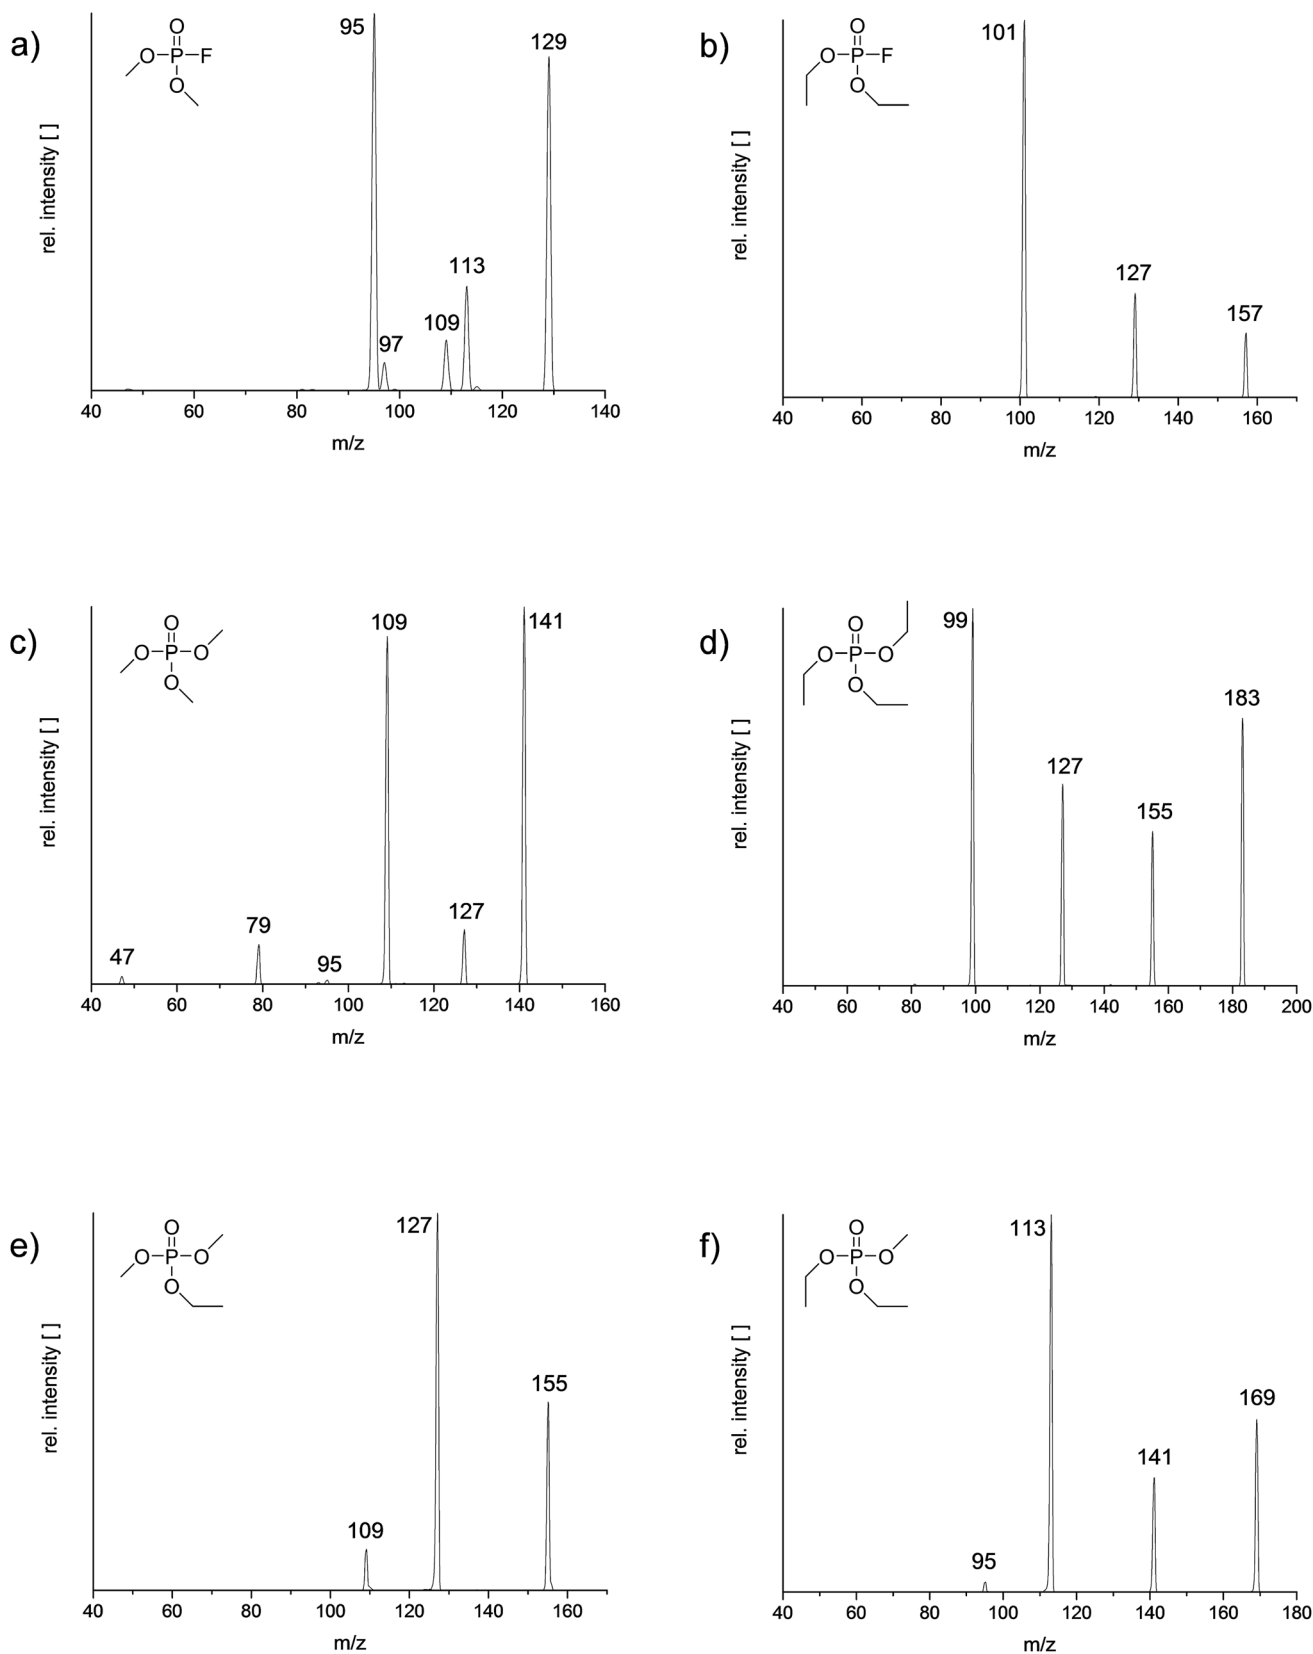 a)
O
O P F
O
95
129
113
109
97
rel. intensity [ ]
40 60 80 100 120 140
m/z
b)
O
O P F
O
101
127
157
rel. intensity [ ]
40 60 80 100 120 140 160
m/z
c)
O
O P O
O
109
141
127
79
95
47
rel. intensity [ ]
40 60 80 100 120 140 160
m/z
d)
O
O P O
O
99
183
127
155
rel. intensity [ ]
40 60 80 100 120 140 160 180 200
m/z
e)
O
O P O
O
127
155
109
rel. intensity [ ]
40 60 80 100 120 140 160
m/z
f)
O
O P O
O
113
169
141
95
rel. intensity [ ]
40 60 80 100 120 140 160 180
m/z